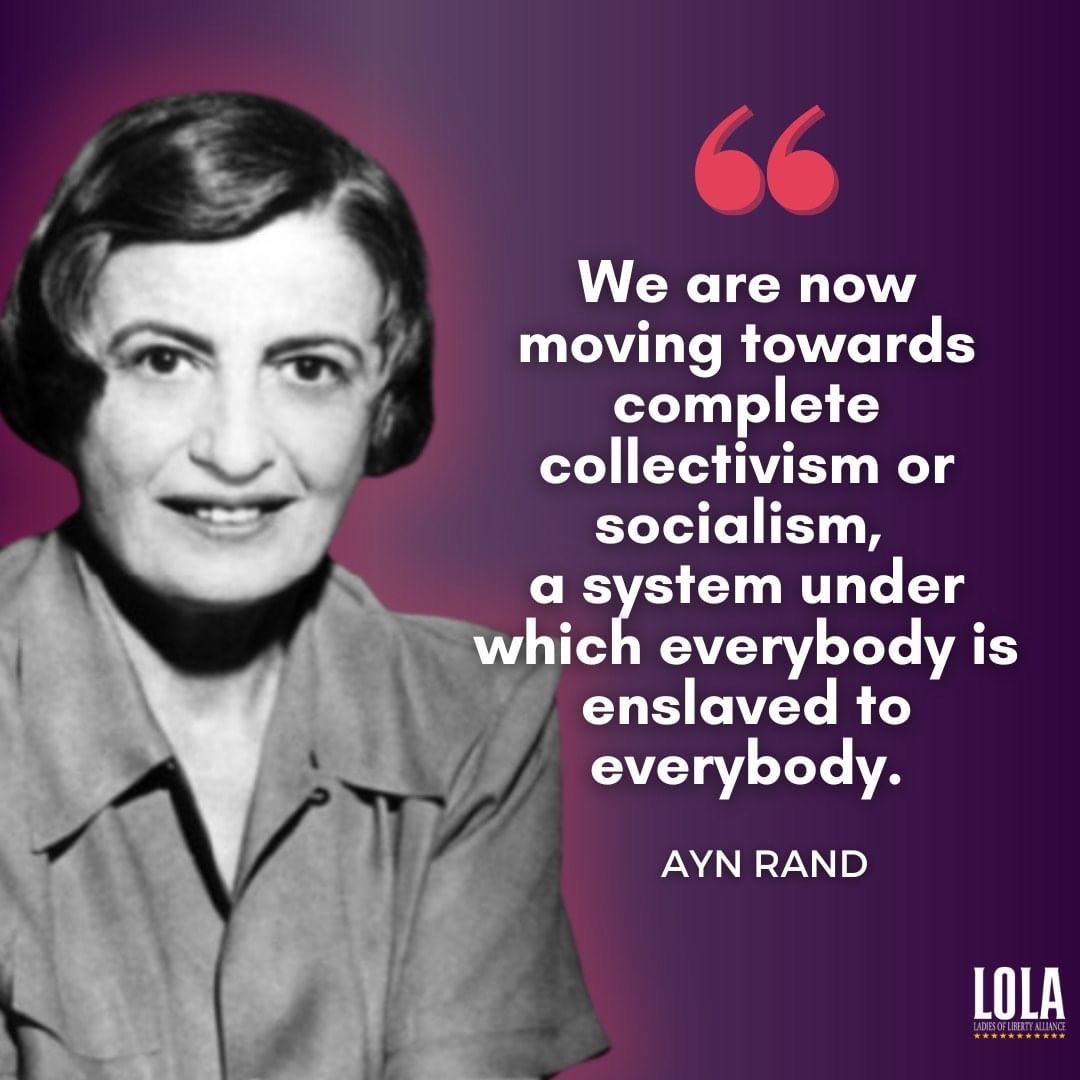 We are now
moving towards
complete
collectivism or
socialism,
a system under
which everybody is
enslaved to
everybody.
AYN RAND
LOLA
LADIES OF LIBERTY ALLIANCE